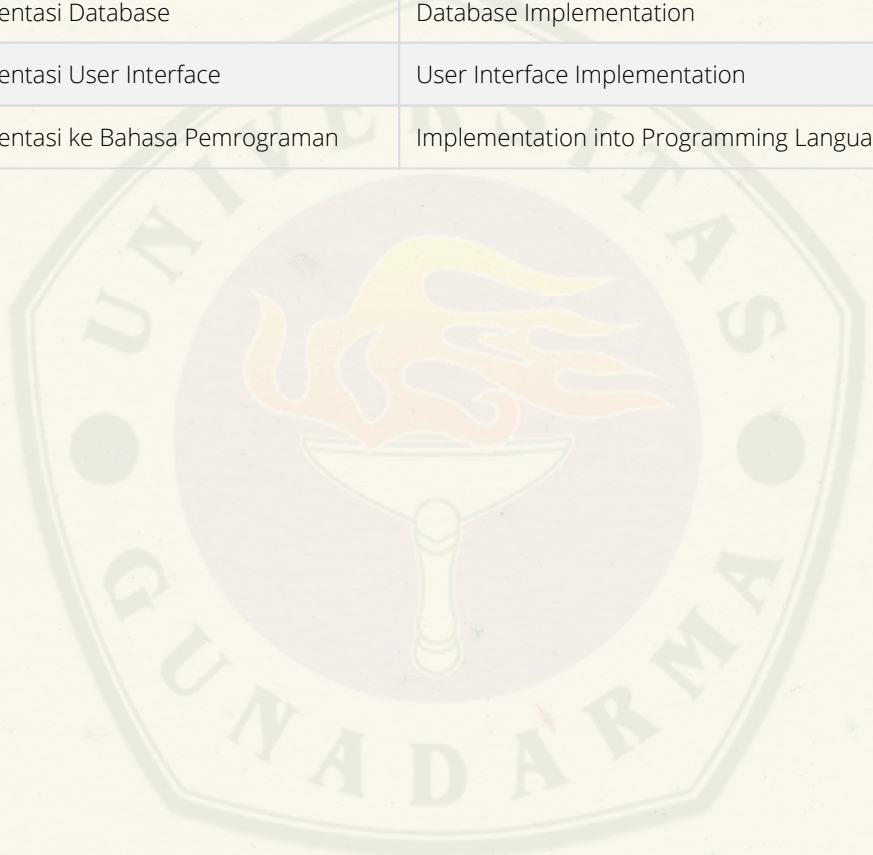 entasi Database Database Implementation
entasi User Interface User Interface Implementation
entasi ke Bahasa Pemrograman Implementation into Programming Langua
UNIVERSITAS
GUNADARMA